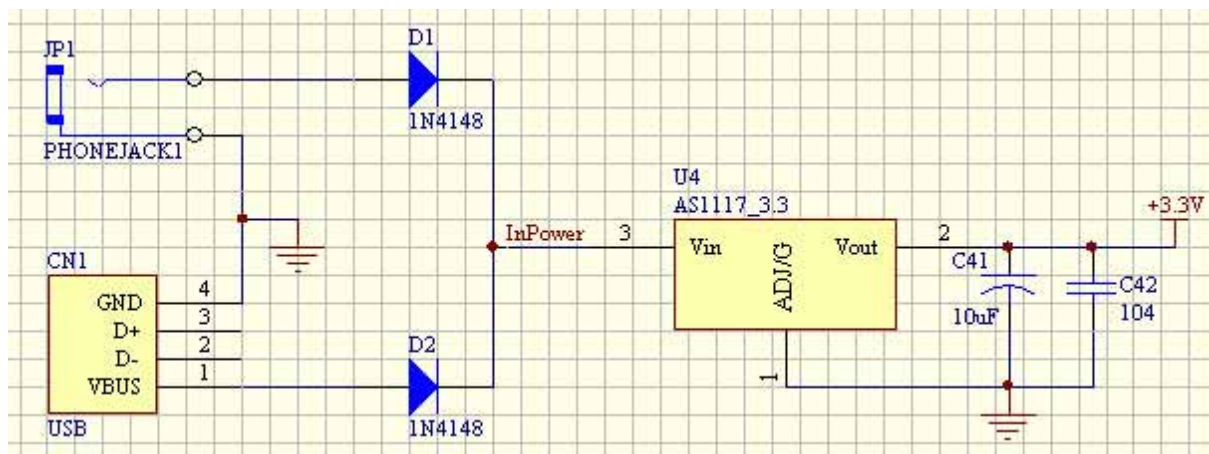 JP1
PHONEJACK1
D1
1N4148
U4
AS1117_3.3
+3.3V
InPower
3
Vin
ADJ/G
Vout
2
1
C41
10uF
C42
104
CN1
GND
4
D+
3
D-
2
VBUS
1
USB
D2
1N4148